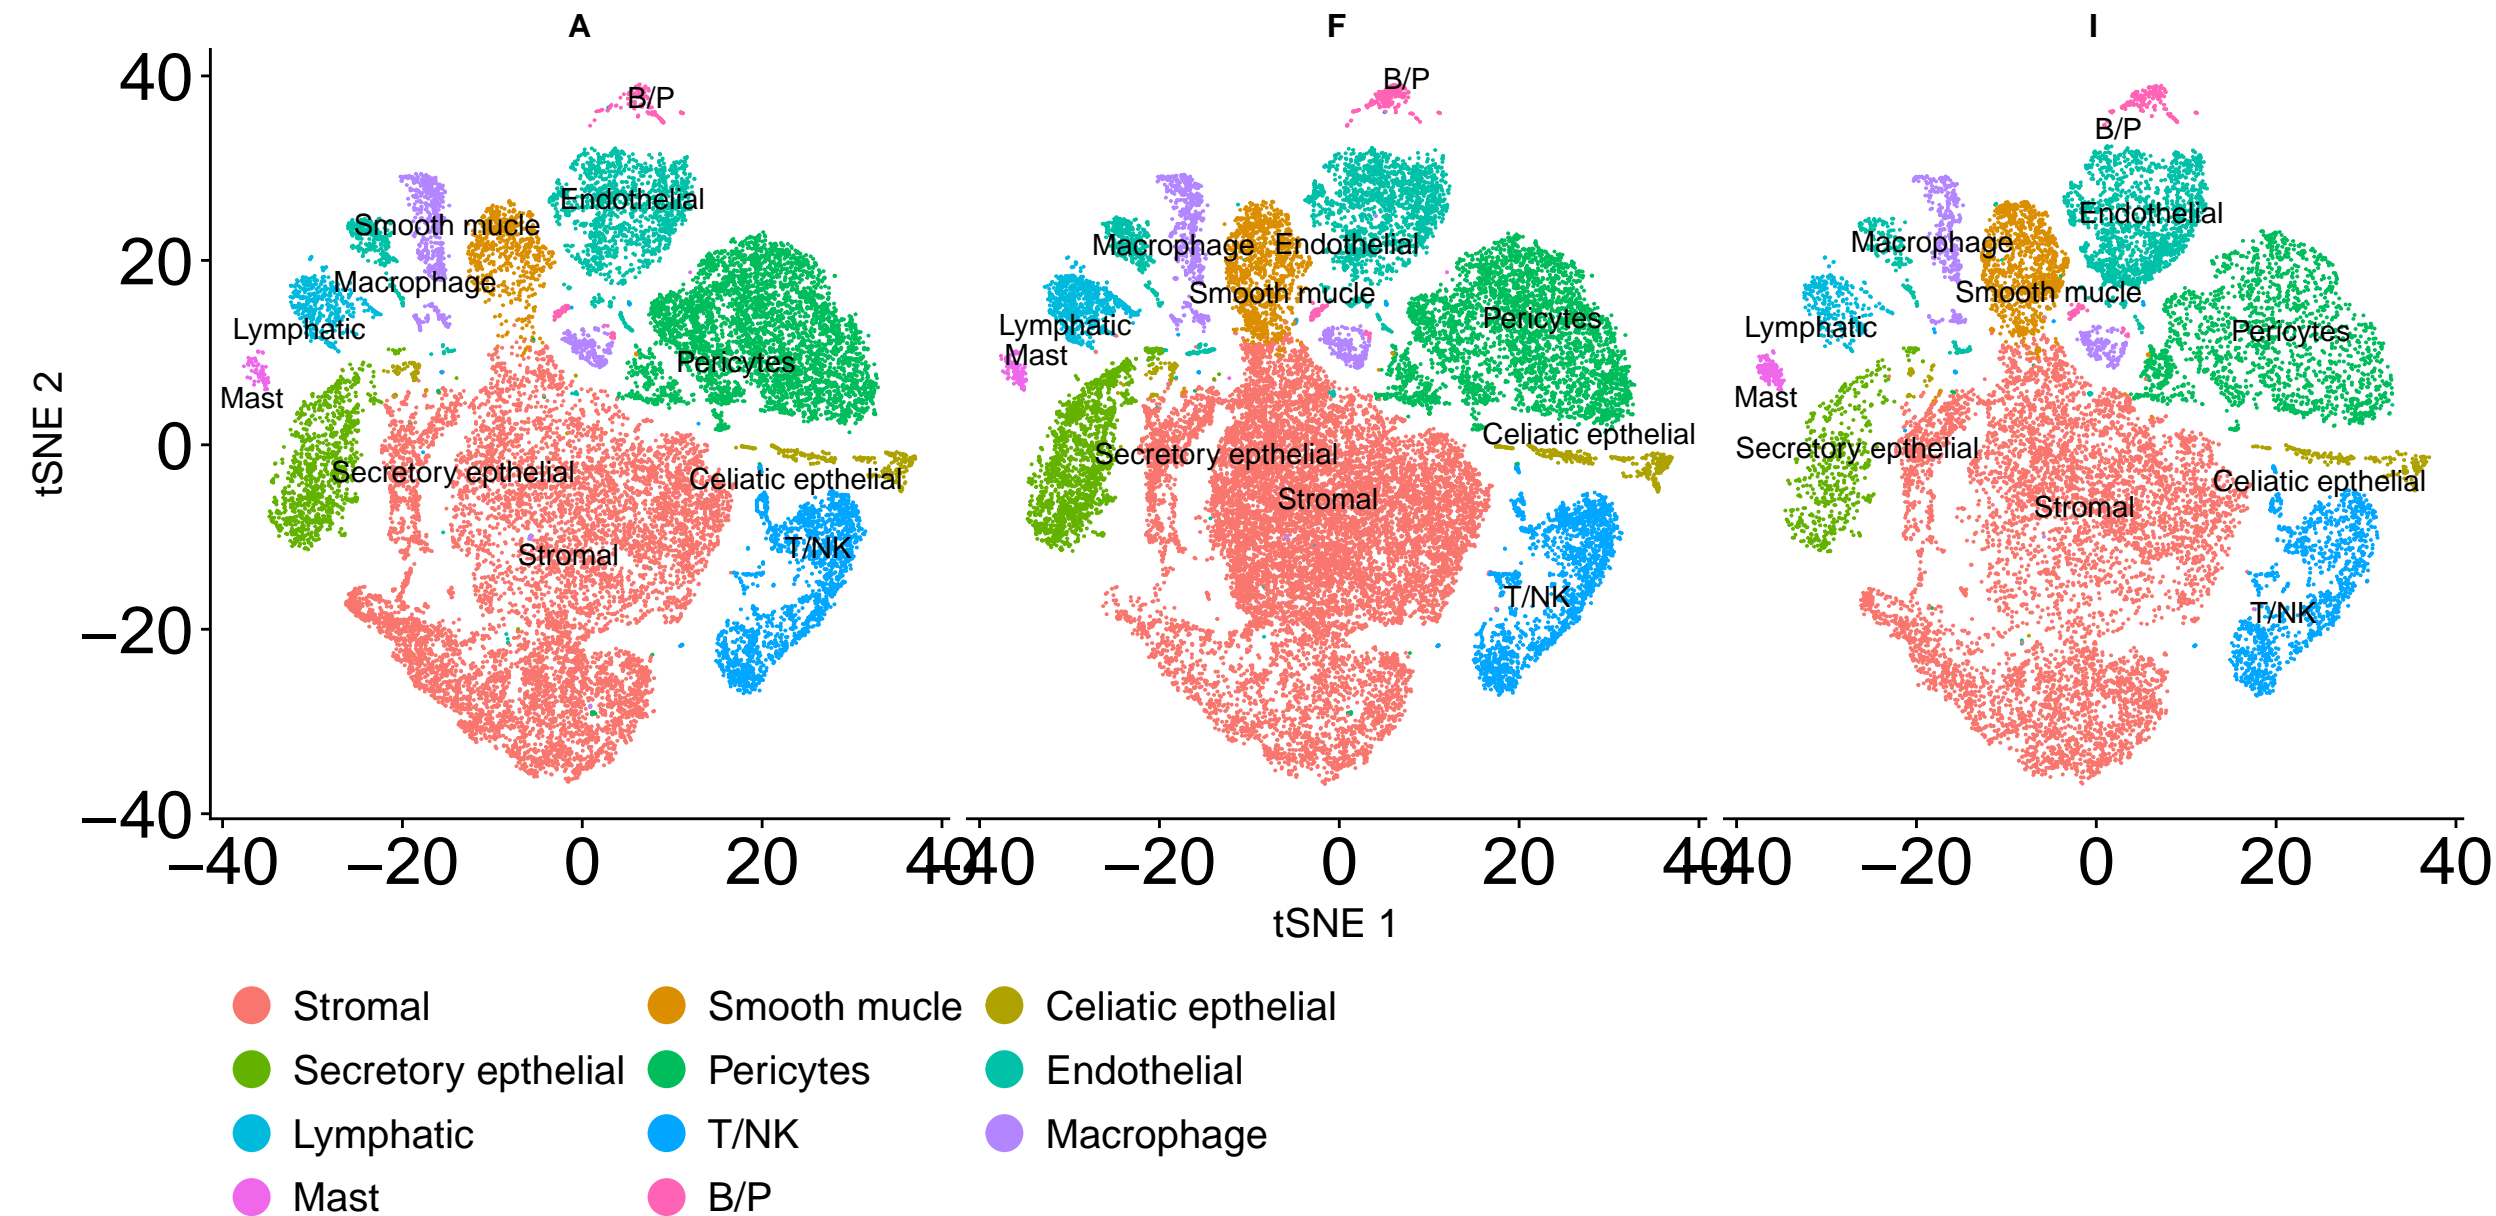 A F I
tSNE 2
40
20
0
−20
−40
B/P
Endothelial
Smooth mucle
Macrophage
Lymphatic
Pericytes
Mast
Secretory epthelial
Celiatic epthelial
T/NK
Stromal
−40 −20 0 20 40
B/P
Macrophage
Endothelial
Smooth mucle
Pericytes
Lymphatic
Mast
Celiatic epthelial
Secretory epthelial
Stromal
T/NK
−40 −20 0 20 40
B/P
Endothelial
Macrophage
Smooth mucle
Lymphatic
Pericytes
Mast
Secretory epthelial
Celiatic epthelial
Stromal
T/NK
−40 −20 0 20 40
tSNE 1
Stromal Smooth mucle Celiatic epthelial
Secretory epthelial Pericytes Endothelial
Lymphatic T/NK Macrophage
Mast B/P